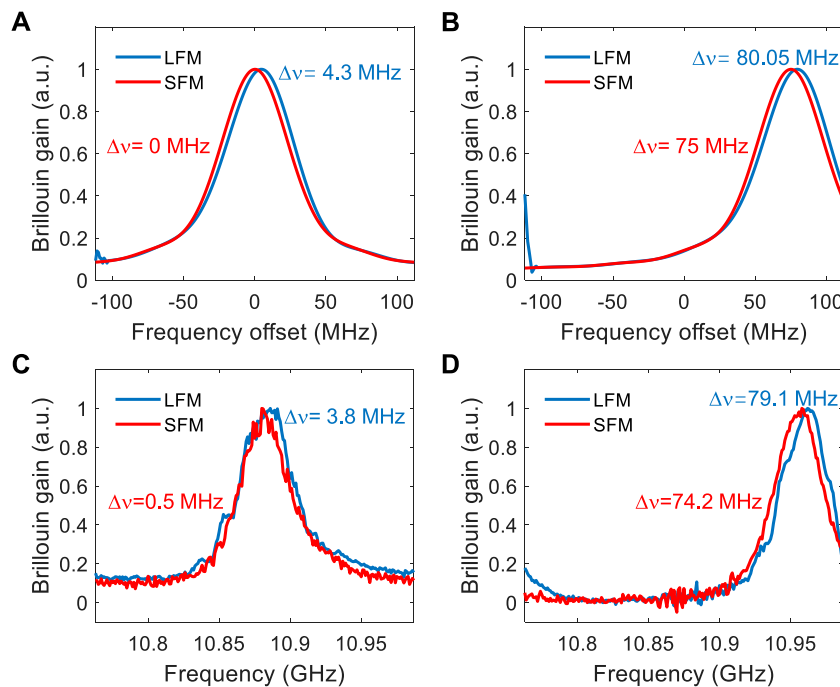 A
LFM
SFM
Δν= 4.3 MHz
Δν= 0 MHz
Brillouin gain (a.u.)
1
0.8
0.6
0.4
0.2
0
-100
-50
0
50
100
Frequency offset (MHz)
B
LFM
SFM
Δν= 80.05 MHz
Δν= 75 MHz
Brillouin gain (a.u.)
1
0.8
0.6
0.4
0.2
0
-100
-50
0
50
100
Frequency offset (MHz)
C
LFM
SFM
Δν= 3.8 MHz
Δν=0.5 MHz
Brillouin gain (a.u.)
1
0.8
0.6
0.4
0.2
0
10.8
10.85
10.9
10.95
Frequency (GHz)
D
LFM
SFM
Δν=79.1 MHz
Δν=74.2 MHz
Brillouin gain (a.u.)
1
0.8
0.6
0.4
0.2
0
10.8
10.85
10.9
10.95
Frequency (GHz)